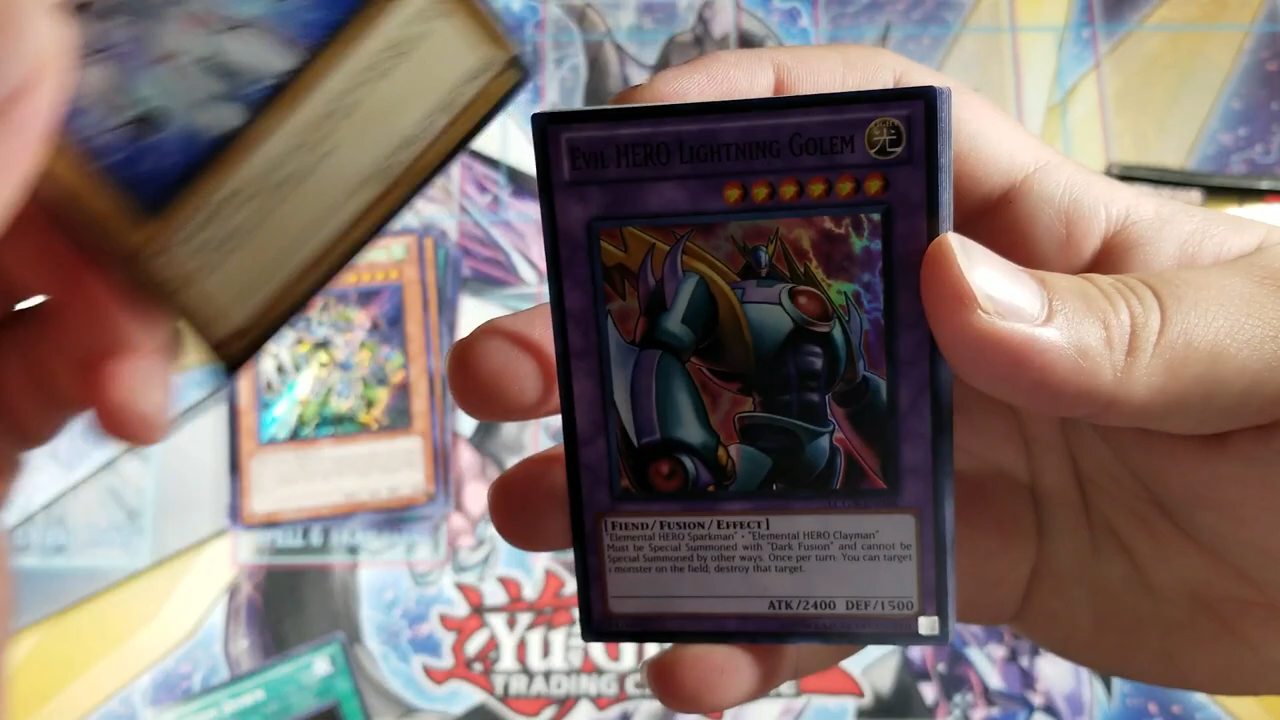 EVIL HERO LIGHTNING GOLEM
光
[FIEND/FUSION/EFFECT]
"Elemental HERO Sparkman" + "Elemental HERO Clayman"
Must be Special Summoned with "Dark Fusion" and cannot be
Special Summoned by other ways. Once per turn: You can target
1 monster on the field; destroy that target.
ATK/2400 DEF/1500
YU-G
TRADING CA